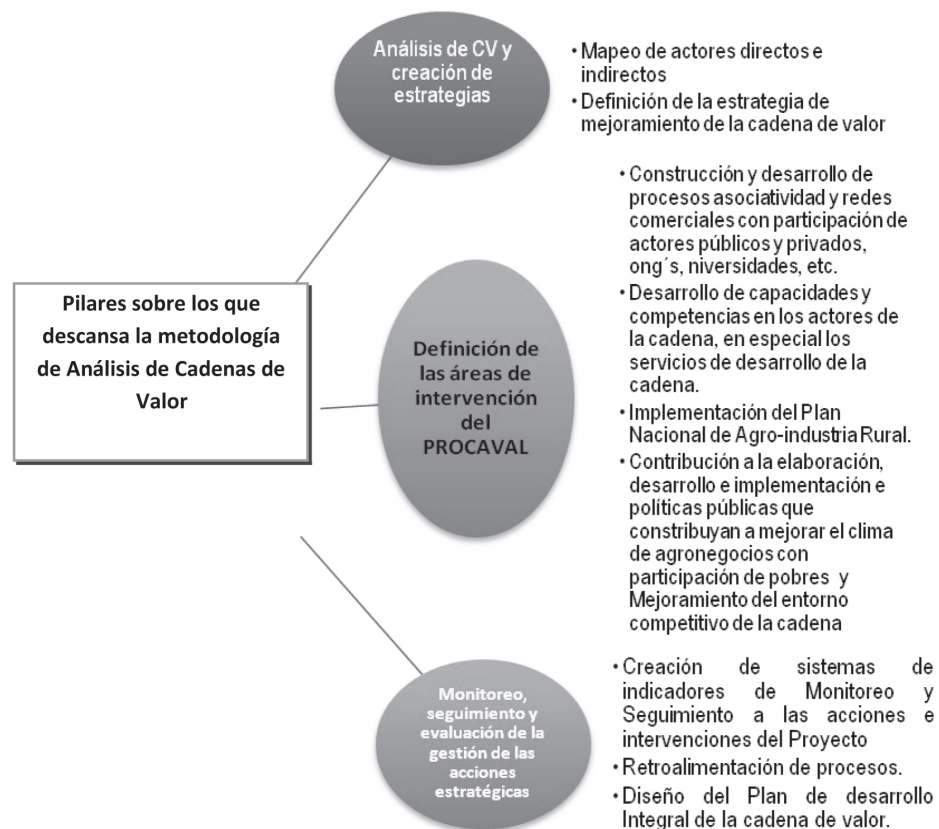 Análisis de CV y
creación de
estrategias
• Mapeo de actores directos e
indirectos
• Definición de la estrategia de
mejoramiento de la cadena de valor
Pilares sobre los que
descansa la metodología
de Análisis de Cadenas de
Valor
Definición de
las áreas de
intervención
del
PROCAVAL
• Construcción y desarrollo de
procesos asociatividad y redes
comerciales con participación de
actores públicos y privados,
ong´s, niversidades, etc.
• Desarrollo de capacidades y
competencias en los actores de
la cadena, en especial los
servicios de desarrollo de la
cadena.
• Implementación del Plan
Nacional de Agro-industria Rural.
• Contribución a la elaboración,
desarrollo e implementación e
políticas públicas que
constribuyan a mejorar el clima
de agronegocios con
participación de pobres y
Mejoramiento del entorno
competitivo de la cadena
Monitoreo,
seguimiento y
evaluación de la
gestión de las
acciones
estratégicas
• Creación de sistemas de
indicadores de Monitoreo y
Seguimiento a las acciones e
intervenciones del Proyecto
• Retroalimentación de procesos.
• Diseño del Plan de desarrollo
Integral de la cadena de valor.